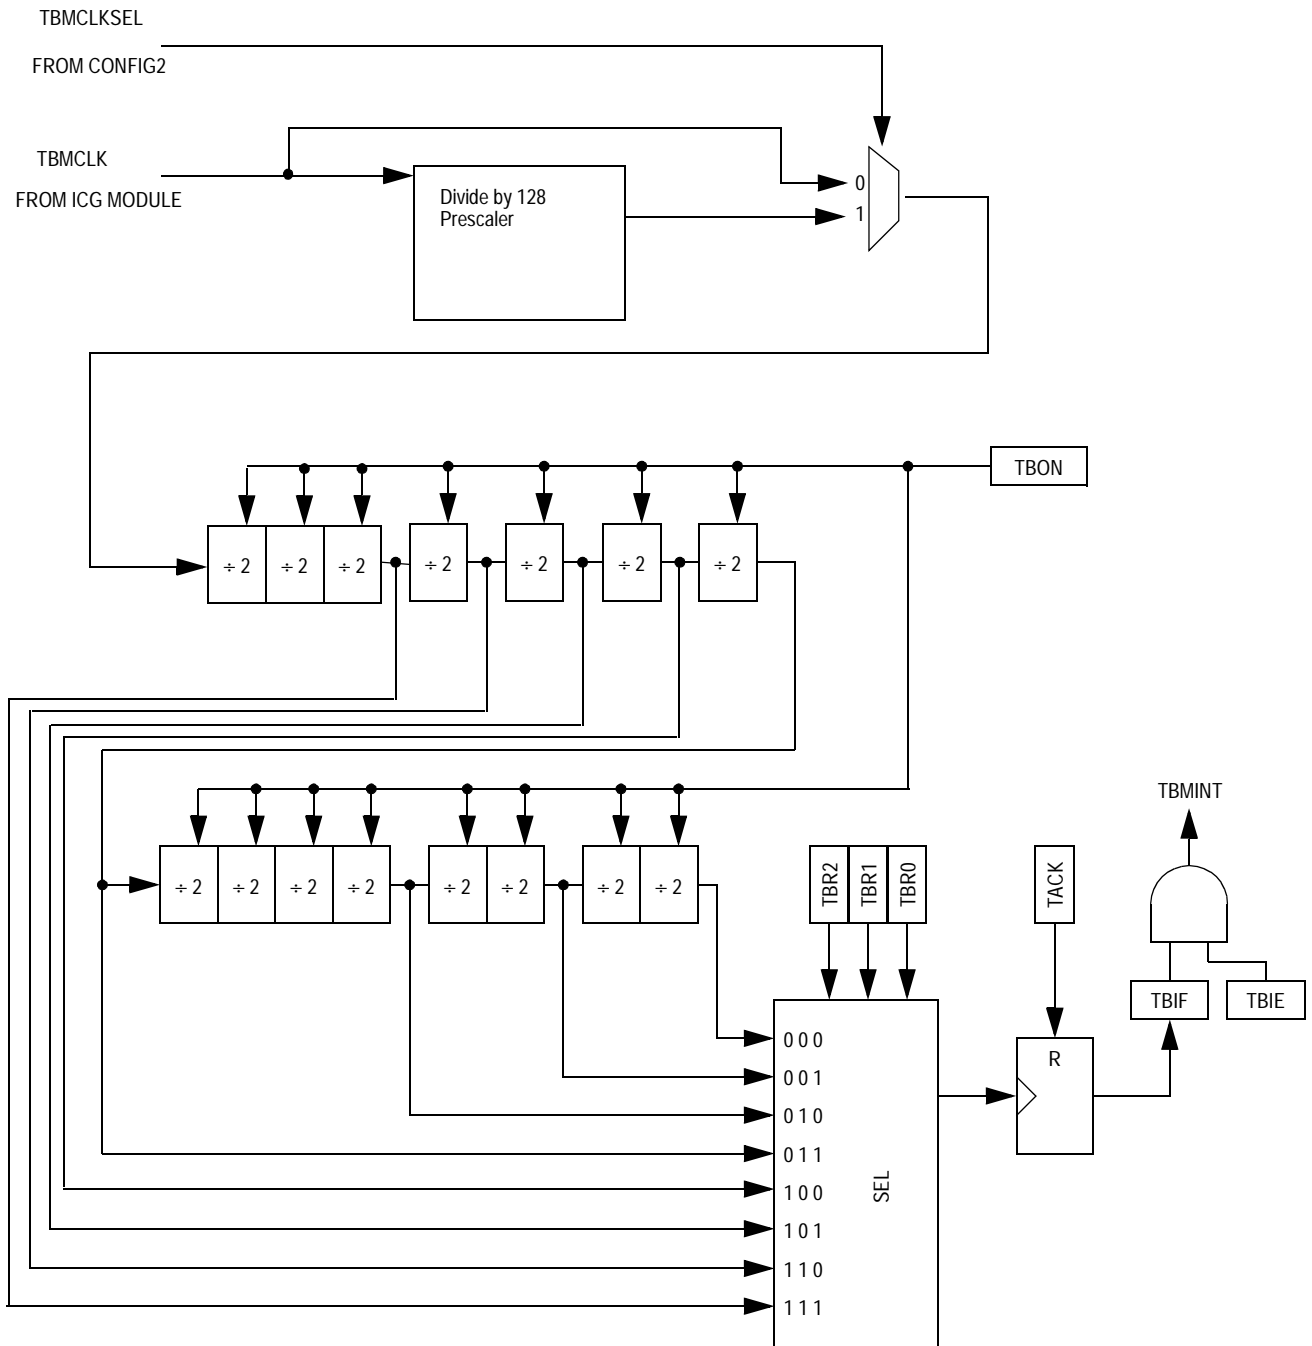 TBMCLKSEL
FROM CONFIG2
TBMCLK
FROM ICG MODULE
Divide by 128
Prescaler
0
1
TBON
÷ 2 ÷ 2 ÷ 2 ÷ 2 ÷ 2 ÷ 2 ÷ 2
÷ 2 ÷ 2 ÷ 2 ÷ 2 ÷ 2 ÷ 2 ÷ 2 ÷ 2
TBR2
TBR1
TBR0
TACK
TBMINT
TBIF
TBIE
R
0 0 0
0 0 1
0 1 0
0 1 1
1 0 0
1 0 1
1 1 0
1 1 1
SEL